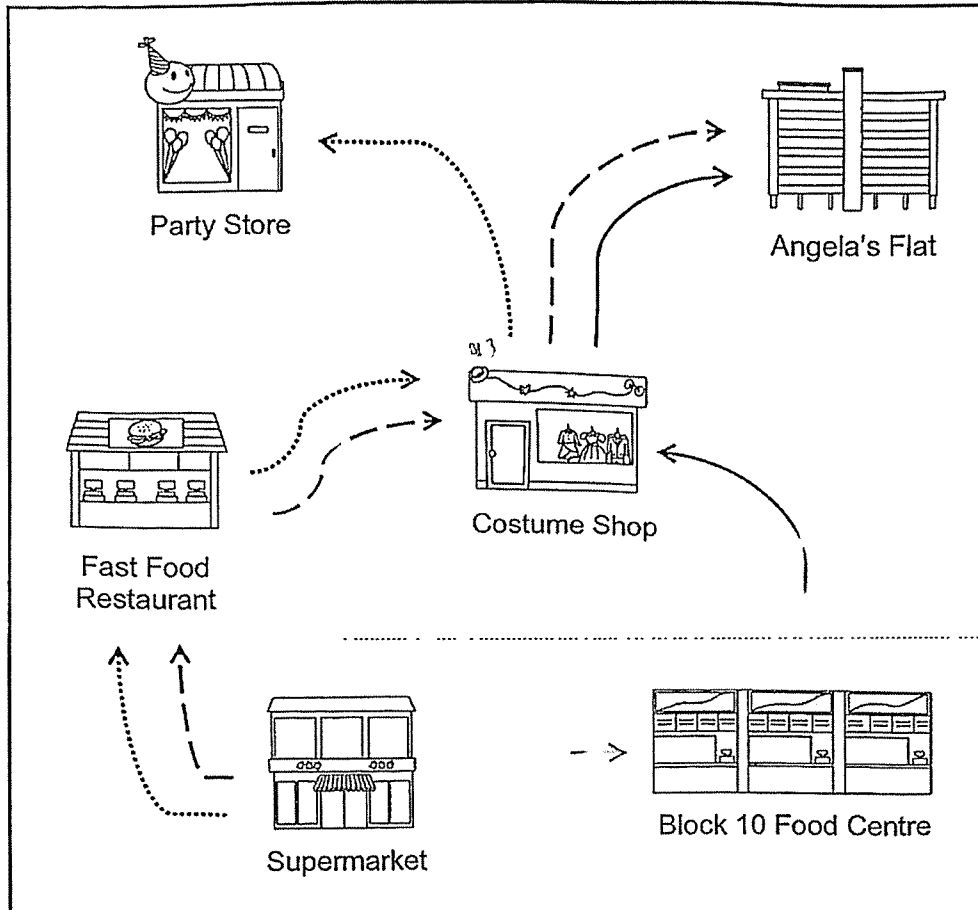 Party Store
Angela's Flat
Costume Shop
Fast Food
Restaurant
Supermarket
Block 10 Food Centre